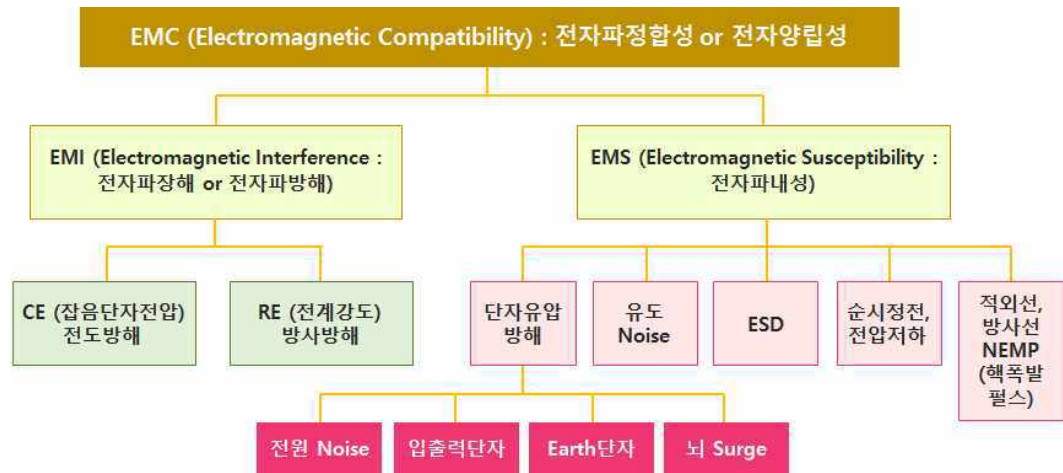 EMC (Electromagnetic Compatibility) : 전자파정합성 or 전자양립성
EMI (Electromagnetic Interference :
전자파장해 or 전자파방해)
EMS (Electromagnetic Susceptibility :
전자파내성)
CE (잡음단자전압)
전도방해
RE (전계강도)
방사방해
단자유압
방해
유도
Noise
ESD
순시정전,
전압저하
적외선,
방사선
NEMP
(핵폭발
펄스)
전원 Noise
입출력단자
Earth단자
뇌 Surge